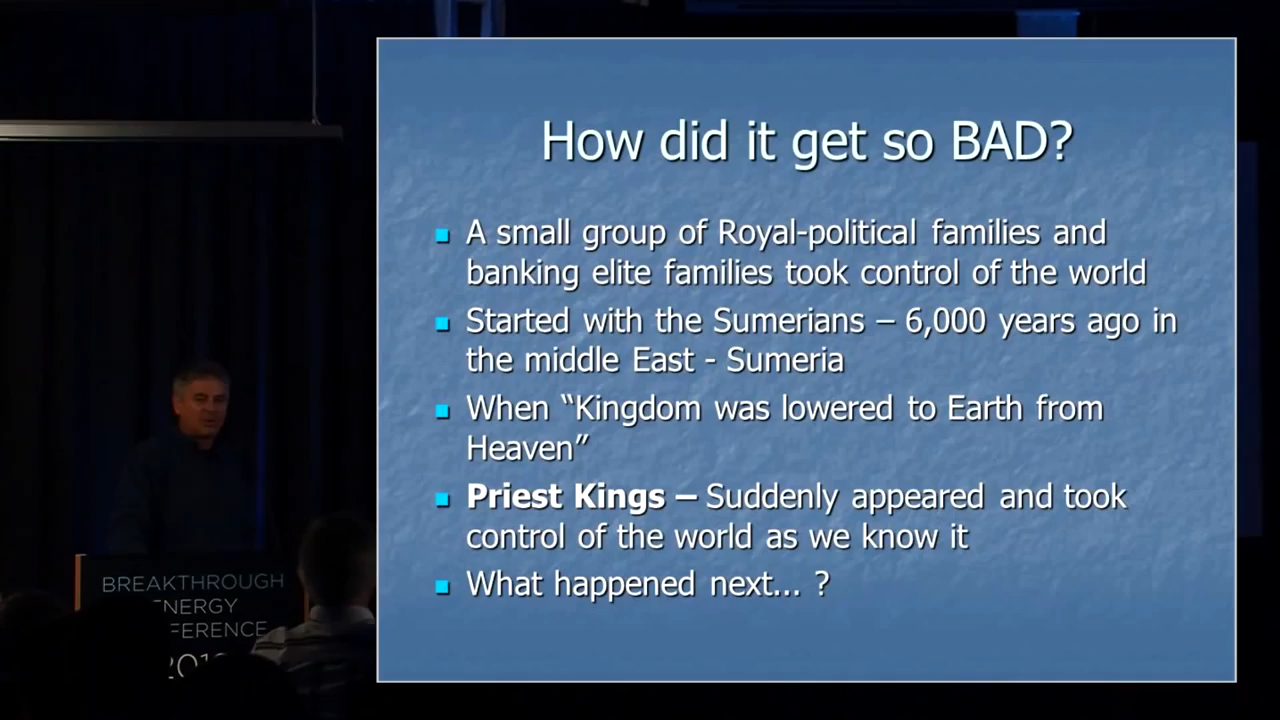 How did it get so BAD?
A small group of Royal-political families and
banking elite families took control of the world
Started with the Sumerians – 6,000 years ago in
the middle East - Sumeria
When “Kingdom was lowered to Earth from
Heaven”
Priest Kings – Suddenly appeared and took
control of the world as we know it
What happened next... ?
BREAKTHROUGH
NERGY
FERENCE